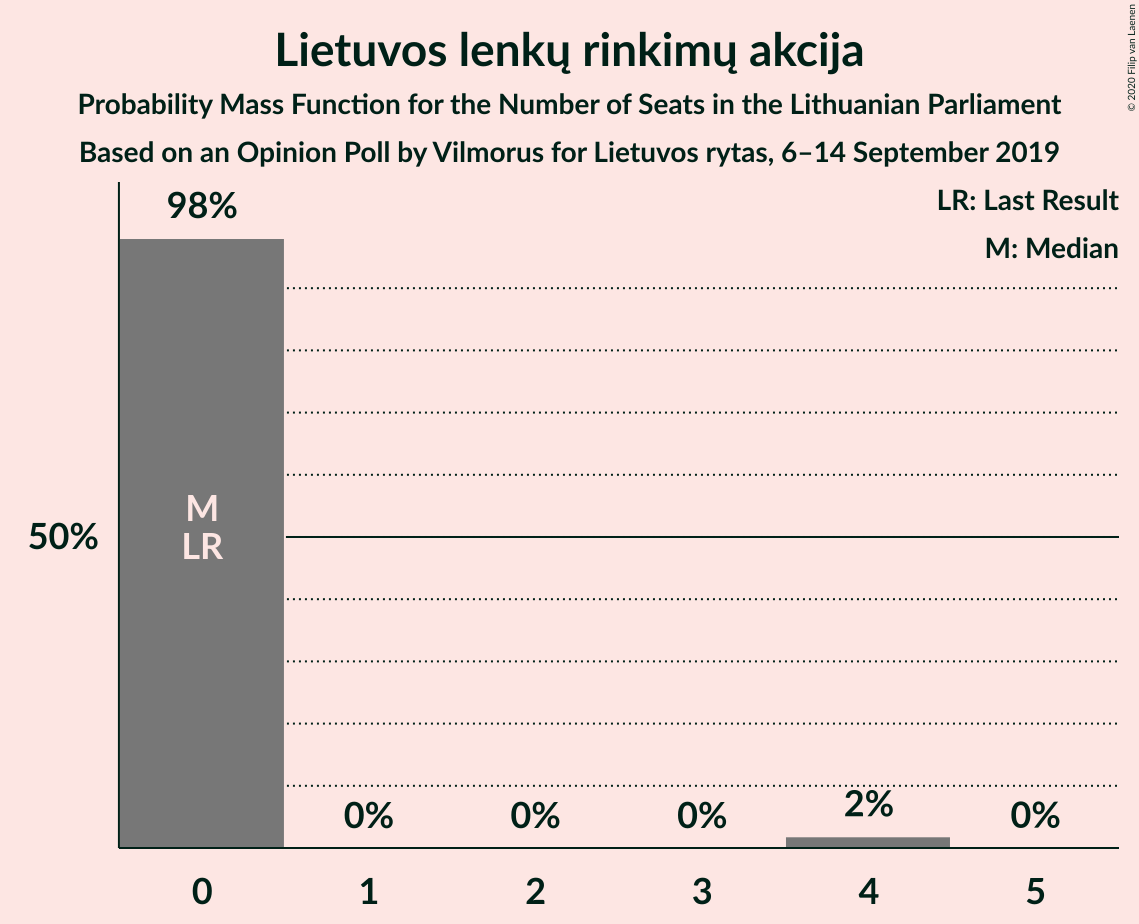 Lietuvos lenkų rinkimų akcija
Probability Mass Function for the Number of Seats in the Lithuanian Parliament
Based on an Opinion Poll by Vilmorus for Lietuvos rytas, 6–14 September 2019
© 2020 Filip van Laenen
LR: Last Result
M: Median
98%
M
LR
50%
0%
0%
0%
2%
0%
0
1
2
3
4
5